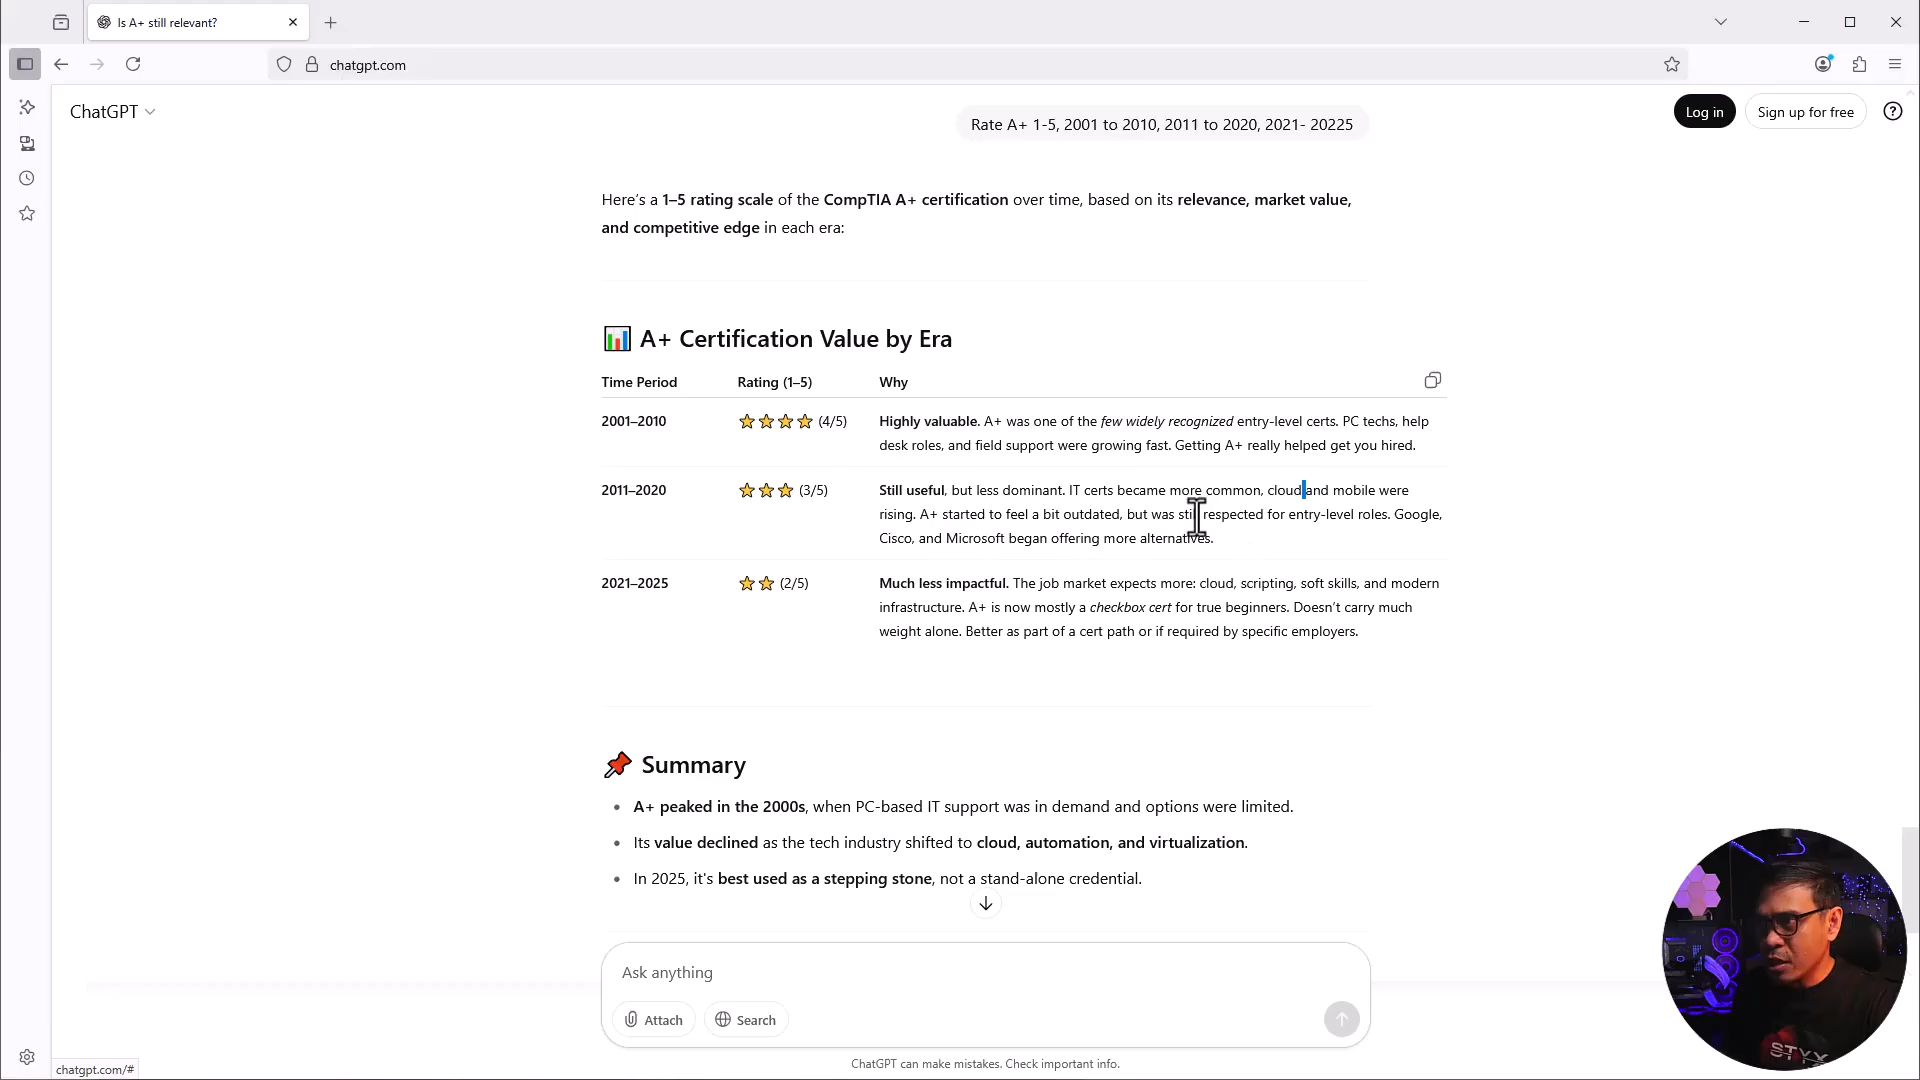 Is A+ still relevant?
chatgpt.com
ChatGPT
Log in
Sign up for free
Rate A+ 1-5, 2001 to 2010, 2011 to 2020, 2021- 20225
Here's a 1–5 rating scale of the CompTIA A+ certification over time, based on its relevance, market value,
and competitive edge in each era:
A+ Certification Value by Era
Time Period Rating (1–5) Why
2001–2010 (4/5) Highly valuable. A+ was one of the few widely recognized entry-level certs. PC techs, help
desk roles, and field support were growing fast. Getting A+ really helped get you hired.
2011–2020 (3/5) Still useful, but less dominant. IT certs became more common, cloud and mobile were
rising. A+ started to feel a bit outdated, but was still respected for entry-level roles. Google,
Cisco, and Microsoft began offering more alternatives.
2021–2025 (2/5) Much less impactful. The job market expects more: cloud, scripting, soft skills, and modern
infrastructure. A+ is now mostly a checkbox cert for true beginners. Doesn't carry much
weight alone. Better as part of a cert path or if required by specific employers.
Summary
A+ peaked in the 2000s, when PC-based IT support was in demand and options were limited.
Its value declined as the tech industry shifted to cloud, automation, and virtualization.
In 2025, it's best used as a stepping stone, not a stand-alone credential.
Ask anything
Attach
Search
ChatGPT can make mistakes. Check important info.
chatgpt.com/#
STYX